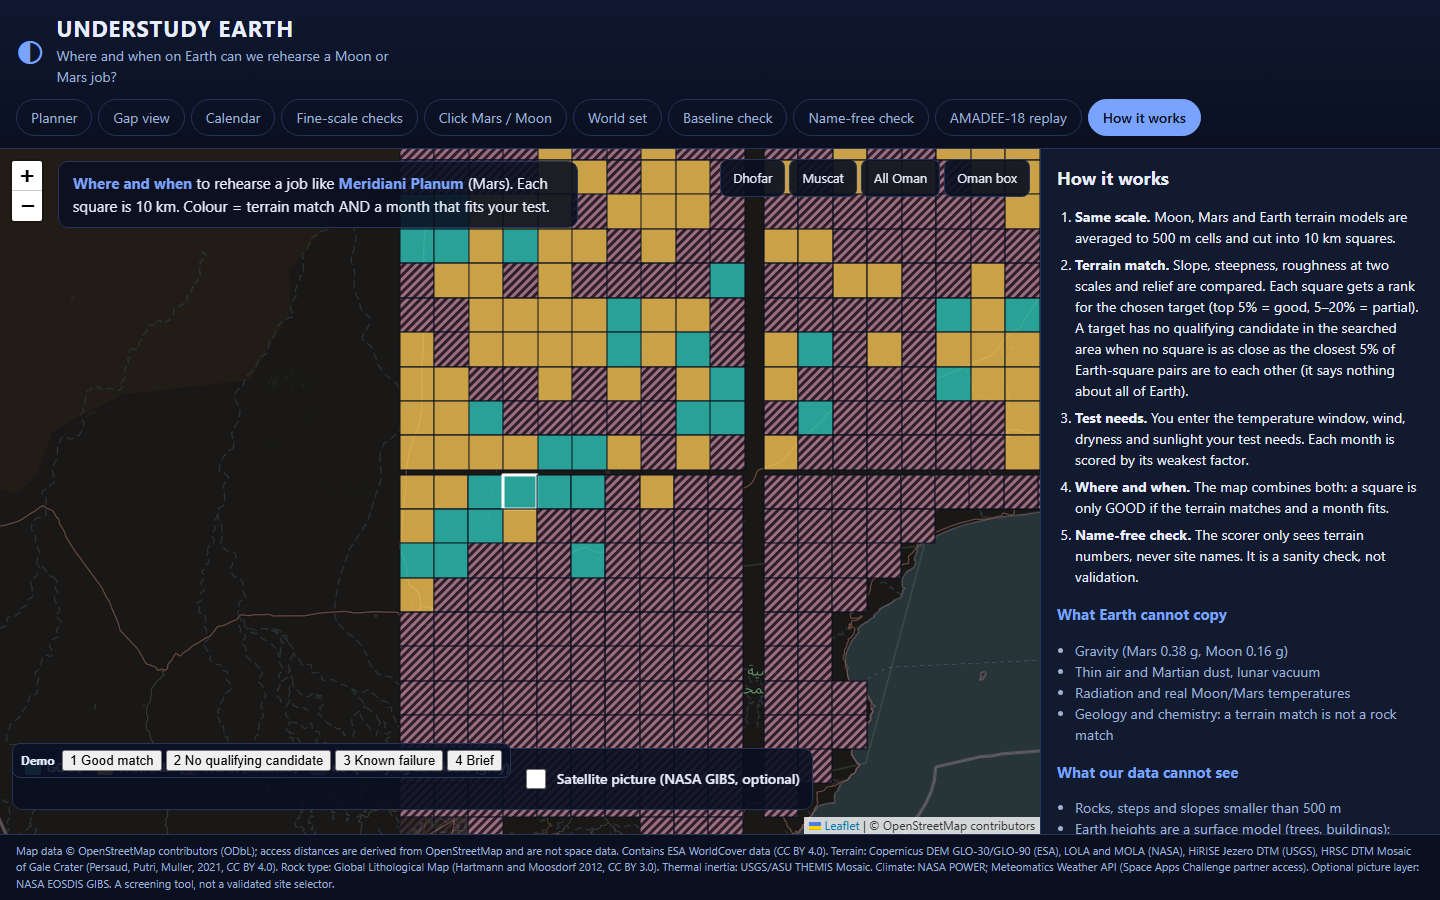 UNDERSTUDY EARTH
Where and when on Earth can we rehearse a Moon or
Mars job?
Planner
Gap view
Calendar
Fine-scale checks
Click Mars / Moon
World set
Baseline check
Name-free check
AMADEE-18 replay
How it works
+
−
Where and when to rehearse a job like Meridiani Planum (Mars). Each
square is 10 km. Colour = terrain match AND a month that fits your test.
Dhofar
Muscat
All Oman
Oman box
Demo
1 Good match
2 No qualifying candidate
3 Known failure
4 Brief
Satellite picture (NASA GIBS, optional)
Leaflet | © OpenStreetMap contributors
How it works
1. Same scale. Moon, Mars and Earth terrain models are
averaged to 500 m cells and cut into 10 km squares.
2. Terrain match. Slope, steepness, roughness at two
scales and relief are compared. Each square gets a rank
for the chosen target (top 5% = good, 5–20% = partial).
A target has no qualifying candidate in the searched
area when no square is as close as the closest 5% of
Earth-square pairs are to each other (it says nothing
about all of Earth).
3. Test needs. You enter the temperature window, wind,
dryness and sunlight your test needs. Each month is
scored by its weakest factor.
4. Where and when. The map combines both: a square is
only GOOD if the terrain matches and a month fits.
5. Name-free check. The scorer only sees terrain
numbers, never site names. It is a sanity check, not
validation.
What Earth cannot copy
• Gravity (Mars 0.38 g, Moon 0.16 g)
• Thin air and Martian dust, lunar vacuum
• Radiation and real Moon/Mars temperatures
• Geology and chemistry: a terrain match is not a rock
match
What our data cannot see
• Rocks, steps and slopes smaller than 500 m
• Earth heights are a surface model (trees, buildings);
Map data © OpenStreetMap contributors (ODbL); access distances are derived from OpenStreetMap and are not space data. Contains ESA WorldCover data (CC BY 4.0). Terrain: Copernicus DEM GLO-30/GLO-90 (ESA), LOLA and MOLA (NASA), HiRISE Jezero DTM (USGS), HRSC DTM Mosaic
of Gale Crater (Persaud, Putri, Muller, 2021, CC BY 4.0). Rock type: Global Lithological Map (Hartmann and Moosdorf 2012, CC BY 3.0). Thermal inertia: USGS/ASU THEMIS Mosaic. Climate: NASA POWER; Meteomatics Weather API (Space Apps Challenge partner access). Optional picture layer:
NASA EOSDIS GIBS. A screening tool, not a validated site selector.